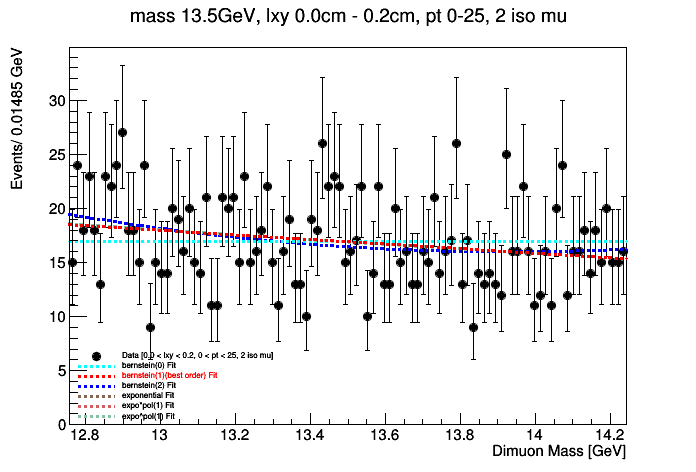 mass 13.5GeV, lxy 0.0cm - 0.2cm, pt 0-25, 2 iso mu
Events/ 0.01485 GeV
30
25
20
15
10
5
0
Data [0.0 < lxy < 0.2, 0 < pt < 25, 2 iso mu]
bernstein(0) Fit
bernstein(1)(best order) Fit
bernstein(2) Fit
exponential Fit
expo*pol(1) Fit
expo*pol(1) Fit
12.8 13 13.2 13.4 13.6 13.8 14 14.2
Dimuon Mass [GeV]